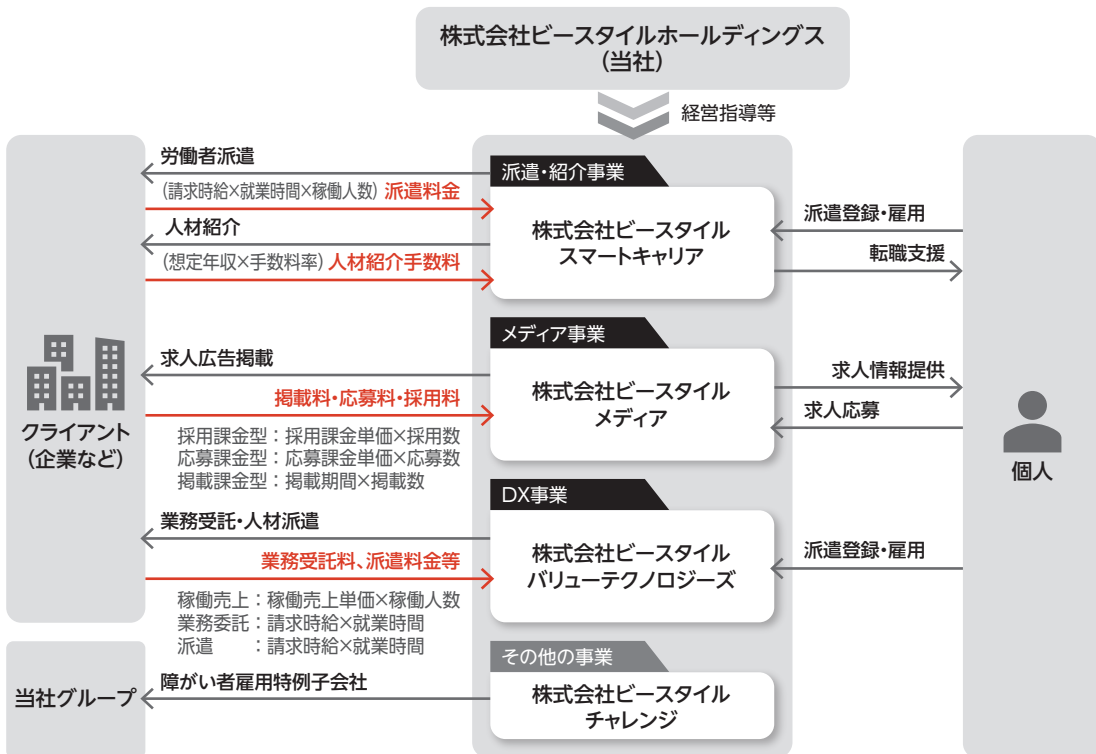 株式会社ビースタイルホールディングス
(当社)
経営指導等
労働者派遣
(請求時給×就業時間×稼働人数) 派遣料金
人材紹介
(想定年収×手数料率) 人材紹介手数料
派遣・紹介事業
株式会社ビースタイル
スマートキャリア
派遣登録・雇用
転職支援
求人広告掲載
掲載料・応募料・採用料
採用課金型：採用課金単価×採用数
応募課金型：応募課金単価×応募数
掲載課金型：掲載期間×掲載数
メディア事業
株式会社ビースタイル
メディア
求人情報提供
求人応募
クライアント
(企業など)
個人
業務受託・人材派遣
業務受託料、派遣料金等
稼働売上：稼働売上単価×稼働人数
業務委託：請求時給×就業時間
派遣　　：請求時給×就業時間
DX事業
株式会社ビースタイル
バリューテクノロジーズ
派遣登録・雇用
当社グループ
障がい者雇用特例子会社
その他の事業
株式会社ビースタイル
チャレンジ